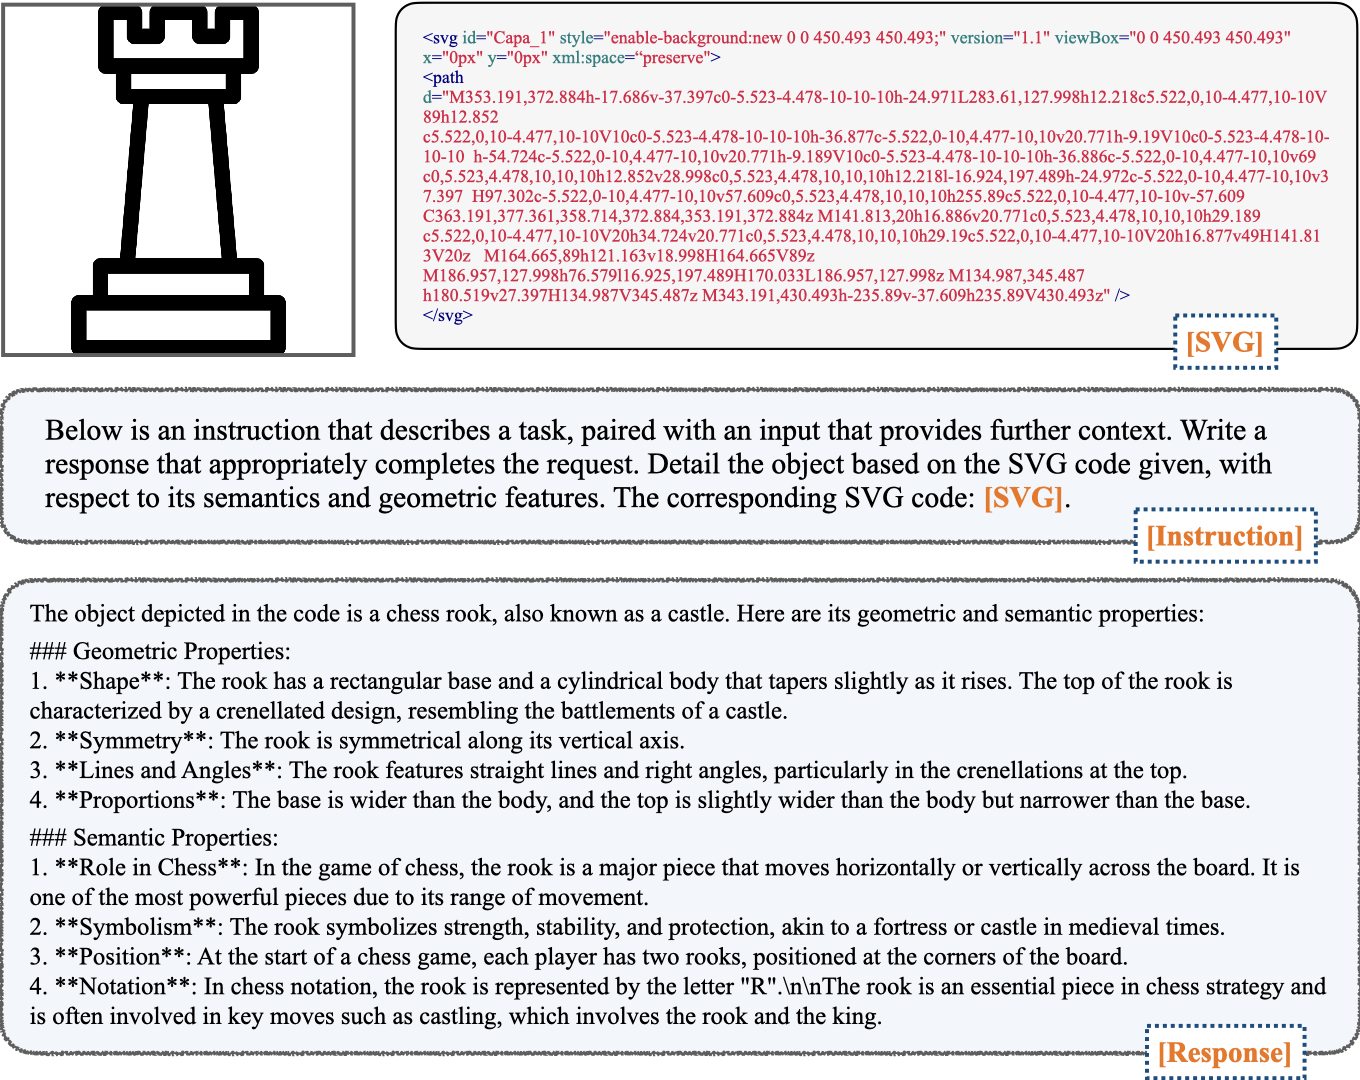 <svg id="Capa_1" style="enable-background:new 0 0 450.493 450.493;" version="1.1" viewBox="0 0 450.493 450.493"
x="0px" y="0px" xml:space=“preserve">
<path
d="M353.191,372.884h-17.686v-37.397c0-5.523-4.478-10-10-10h-24.971L283.61,127.998h12.218c5.522,0,10-4.477,10-10V
89h12.852
c5.522,0,10-4.477,10-10V10c0-5.523-4.478-10-10-10h-36.877c-5.522,0-10,4.477-10,10v20.771h-9.19V10c0-5.523-4.478-10-
10-10 h-54.724c-5.522,0-10,4.477-10,10v20.771h-9.189V10c0-5.523-4.478-10-10-10h-36.886c-5.522,0-10,4.477-10,10v69
c0,5.523,4.478,10,10,10h12.852v28.998c0,5.523,4.478,10,10,10h12.218l-16.924,197.489h-24.972c-5.522,0-10,4.477-10,10v3
7.397 H97.302c-5.522,0-10,4.477-10,10v57.609c0,5.523,4.478,10,10,10h255.89c5.522,0,10-4.477,10-10v-57.609
C363.191,377.361,358.714,372.884,353.191,372.884z M141.813,20h16.886v20.771c0,5.523,4.478,10,10,10h29.189
c5.522,0,10-4.477,10-10V20h34.724v20.771c0,5.523,4.478,10,10,10h29.19c5.522,0,10-4.477,10-10V20h16.877v49H141.81
3V20z M164.665,89h121.163v18.998H164.665V89z
M186.957,127.998h76.579l16.925,197.489H170.033L186.957,127.998z M134.987,345.487
h180.519v27.397H134.987V345.487z M343.191,430.493h-235.89v-37.609h235.89V430.493z" />
</svg>
[SVG]
Below is an instruction that describes a task, paired with an input that provides further context. Write a
response that appropriately completes the request. Detail the object based on the SVG code given, with
respect to its semantics and geometric features. The corresponding SVG code: [SVG].
[Instruction]
The object depicted in the code is a chess rook, also known as a castle. Here are its geometric and semantic properties:
### Geometric Properties:
1. **Shape**: The rook has a rectangular base and a cylindrical body that tapers slightly as it rises. The top of the rook is
characterized by a crenellated design, resembling the battlements of a castle.
2. **Symmetry**: The rook is symmetrical along its vertical axis.
3. **Lines and Angles**: The rook features straight lines and right angles, particularly in the crenellations at the top.
4. **Proportions**: The base is wider than the body, and the top is slightly wider than the body but narrower than the base.
### Semantic Properties:
1. **Role in Chess**: In the game of chess, the rook is a major piece that moves horizontally or vertically across the board. It is
one of the most powerful pieces due to its range of movement.
2. **Symbolism**: The rook symbolizes strength, stability, and protection, akin to a fortress or castle in medieval times.
3. **Position**: At the start of a chess game, each player has two rooks, positioned at the corners of the board.
4. **Notation**: In chess notation, the rook is represented by the letter "R".\n\nThe rook is an essential piece in chess strategy and
is often involved in key moves such as castling, which involves the rook and the king.
[Response]